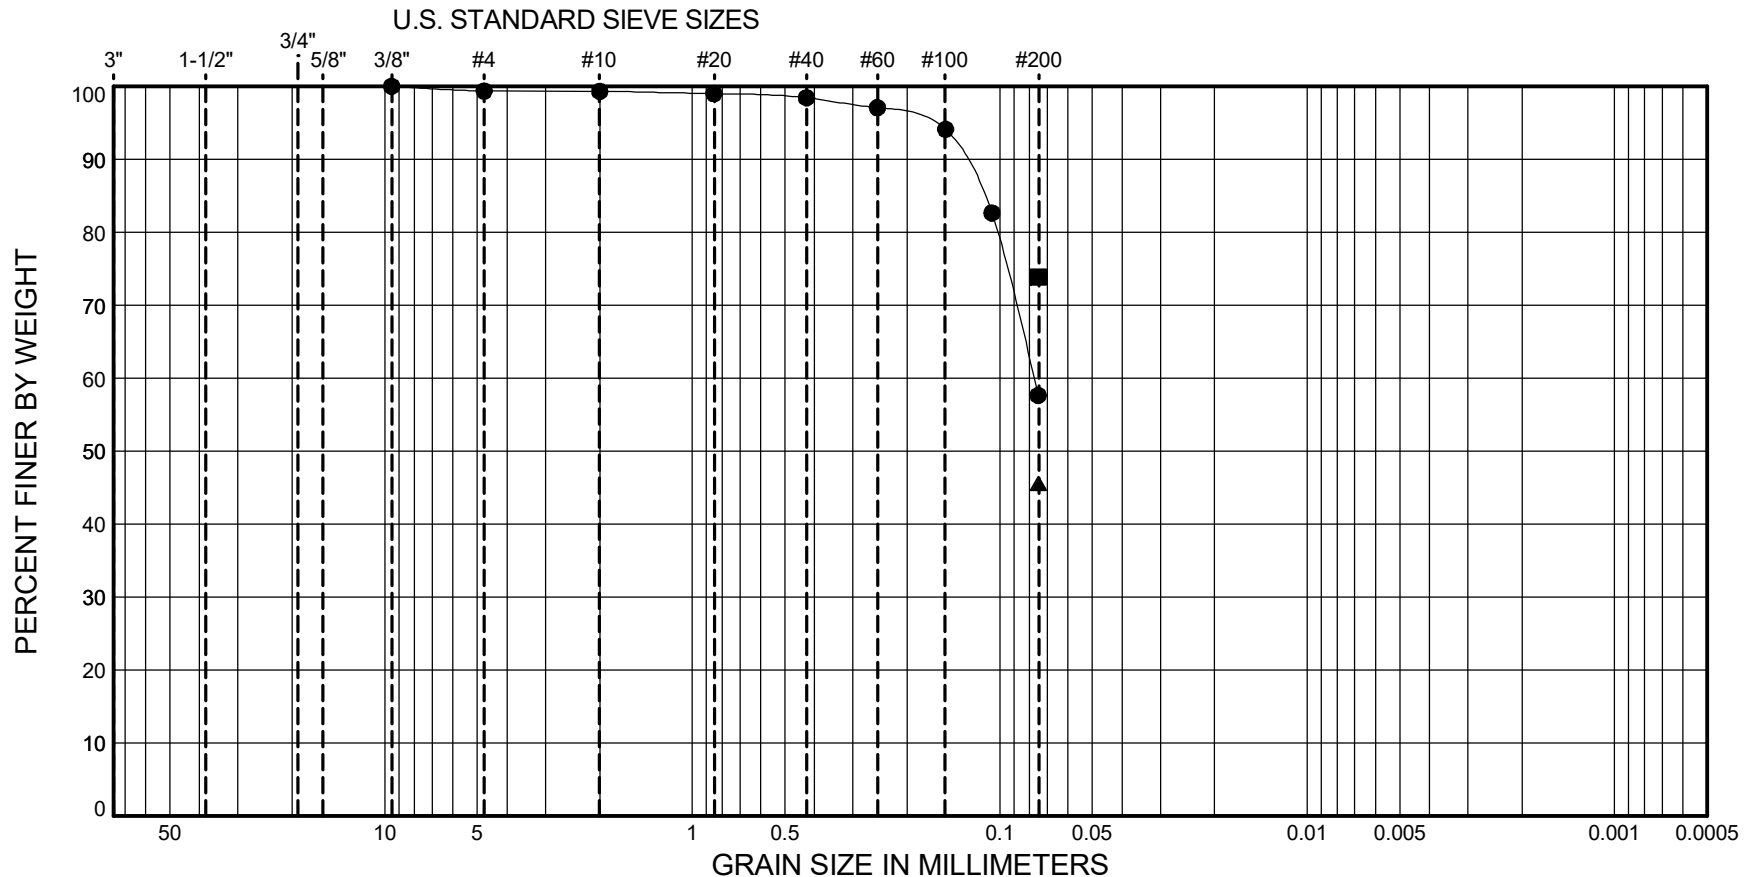 U.S. STANDARD SIEVE SIZES
3" 1-1/2" 3/4" 5/8" 3/8" #4 #10 #20 #40 #60 #100 #200
PERCENT FINER BY WEIGHT
100
90
80
70
60
50
40
30
20
10
0
50 10 5 1 0.5 0.1 0.05 0.01 0.005 0.001 0.0005
GRAIN SIZE IN MILLIMETERS